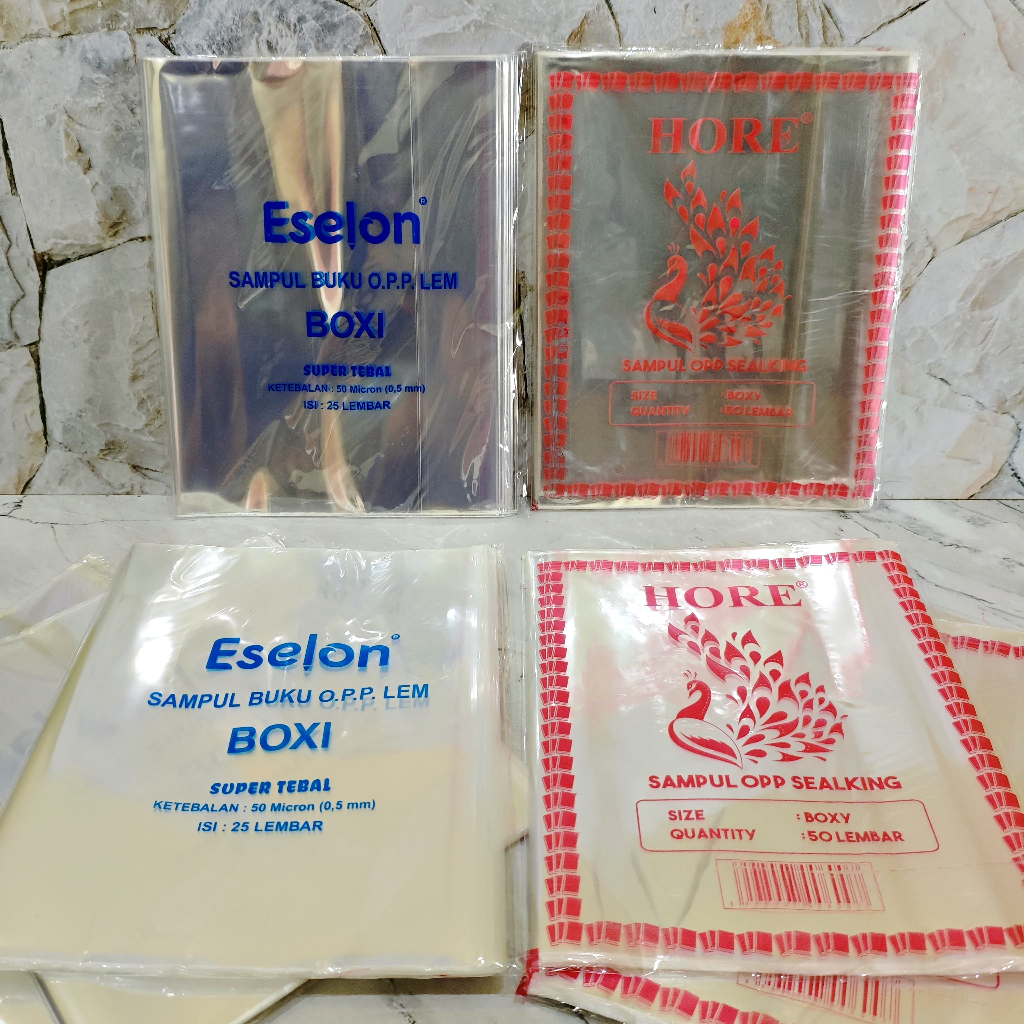 Eselon®
SAMPUL BUKU O.P.P. LEM
BOXI
SUPER TEBAL
KETEBALAN : 50 Micron (0,5 mm)
ISI : 25 LEMBAR
HORE®
SAMPUL OPP SEALKING
SIZE : BOXY
QUANTITY : 50 LEMBAR
Eselon®
SAMPUL BUKU O.P.P. LEM
BOXI
SUPER TEBAL
KETEBALAN : 50 Micron (0,5 mm)
ISI : 25 LEMBAR
HORE®
SAMPUL OPP SEALKING
SIZE : BOXY
QUANTITY : 50 LEMBAR